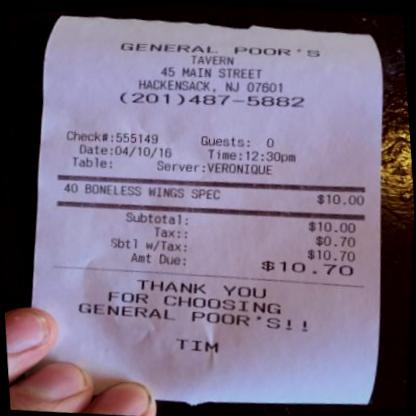 GENERAL POOR'S
TAVERN
45 MAIN STREET
HACKENSACK, NJ 07601
(201)487-5882
Check#:555149 Guests: 0
Date:04/10/16 Time:12:30pm
Table: Server:VERONIQUE
40 BONELESS WINGS SPEC $10.00
Subtotal: $10.00
Tax:: $0.70
Sbtl w/Tax: $10.70
Amt Due: $10.70
THANK YOU
FOR CHOOSING
GENERAL POOR'S!!
TIM